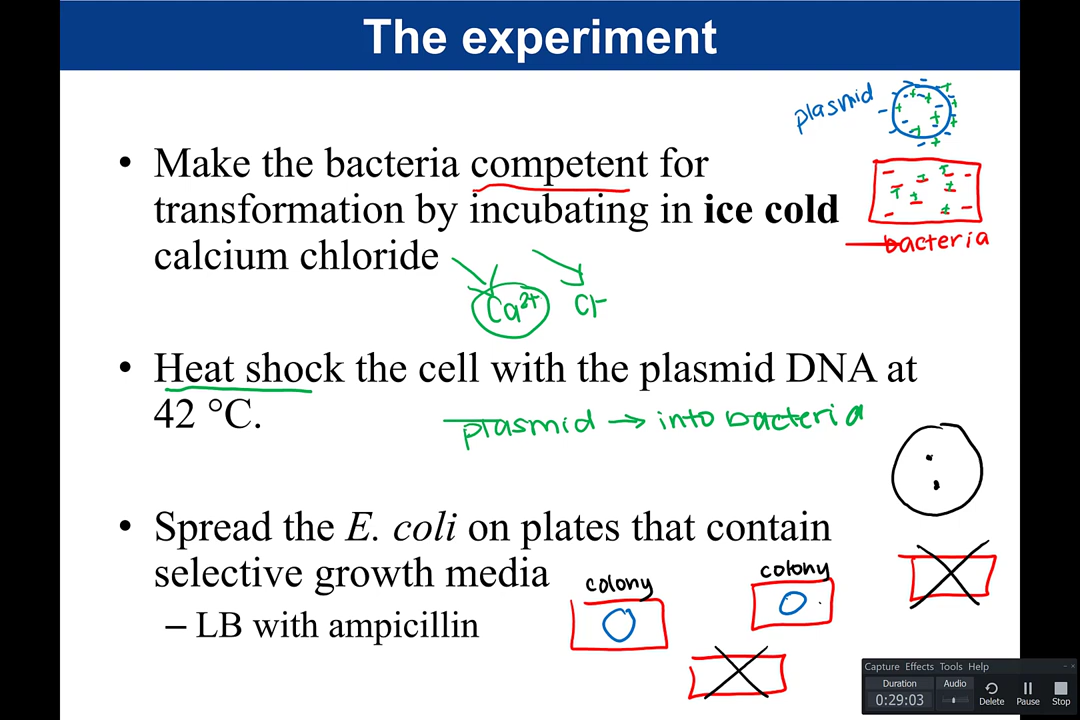 The experiment
plasmid
• Make the bacteria competent for
transformation by incubating in ice cold
calcium chloride
bacteria
Ca²⁺ Cl-
• Heat shock the cell with the plasmid DNA at
42 °C.
plasmid → into bacteria
• Spread the E. coli on plates that contain
selective growth media
colony
colony
– LB with ampicillin
Capture Effects Tools Help
Duration
Audio
0:29:03
Delete Pause Stop